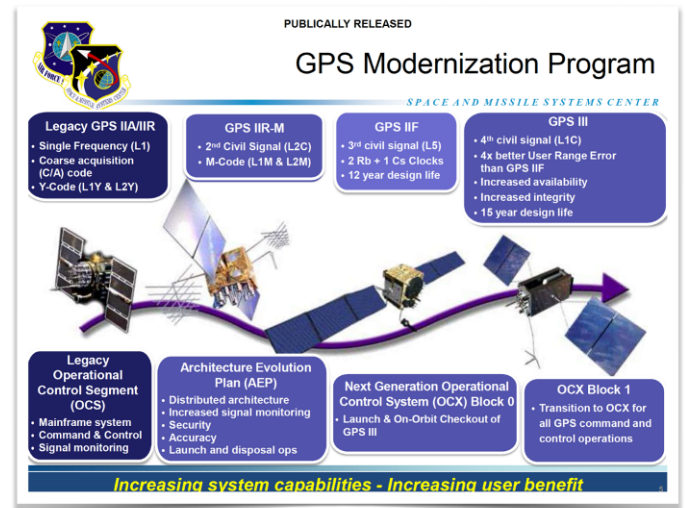 PUBLICALLY RELEASED
GPS Modernization Program
SPACE AND MISSILE SYSTEMS CENTER
Legacy GPS IIA/IIR
• Single Frequency (L1)
• Coarse acquisition
(C/A) code
• Y-Code (L1Y & L2Y)
GPS IIR-M
• 2nd Civil Signal (L2C)
• M-Code (L1M & L2M)
GPS IIF
• 3rd civil signal (L5)
• 2 Rb + 1 Cs Clocks
• 12 year design life
GPS III
• 4th civil signal (L1C)
• 4x better User Range Error
than GPS IIF
• Increased availability
• Increased integrity
• 15 year design life
Legacy
Operational
Control Segment
(OCS)
• Mainframe system
• Command & Control
• Signal monitoring
Architecture Evolution
Plan (AEP)
• Distributed architecture
• Increased signal monitoring
• Security
• Accuracy
• Launch and disposal ops
Next Generation Operational
Control System (OCX) Block 0
• Launch & On-Orbit Checkout of
GPS III
OCX Block 1
• Transition to OCX for
all GPS command and
control operations
Increasing system capabilities - Increasing user benefit